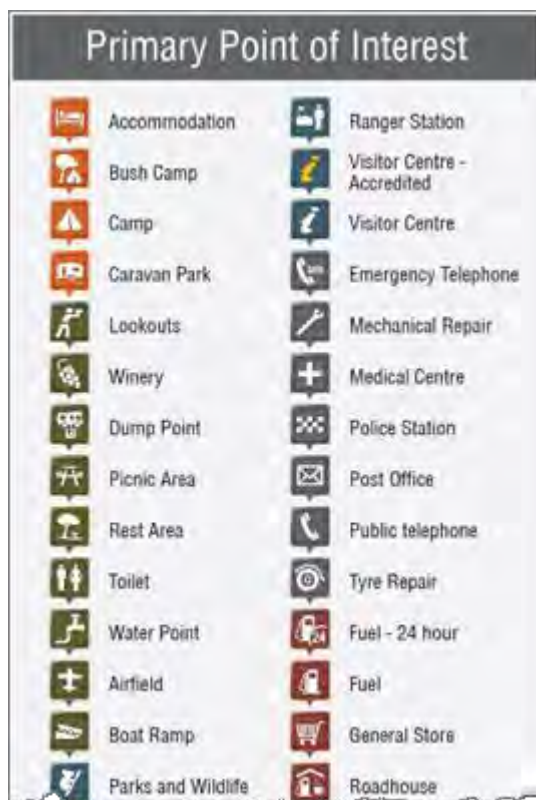 Primary Point of Interest
Accommodation
Bush Camp
Camp
Caravan Park
Lookouts
Winery
Dump Point
Picnic Area
Rest Area
Toilet
Water Point
Airfield
Boat Ramp
Parks and Wildlife
Ranger Station
Visitor Centre -
Accredited
Visitor Centre
Emergency Telephone
Mechanical Repair
Medical Centre
Police Station
Post Office
Public telephone
Tyre Repair
24
Fuel - 24 hour
Fuel
General Store
Roadhouse